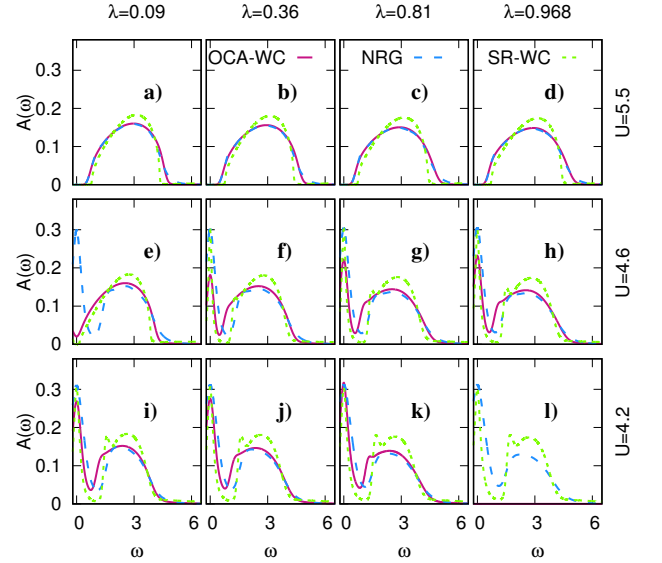 λ=0.09 λ=0.36 λ=0.81 λ=0.968
OCA-WC NRG SR-WC
A(ω) 0.3 0.2 0.1 0 a) b) c) d) U=5.5
A(ω) 0.3 0.2 0.1 0 e) f) g) h) U=4.6
A(ω) 0.3 0.2 0.1 0 i) j) k) l) U=4.2
0 3 6 0 3 6 0 3 6 0 3 6
ω ω ω ω